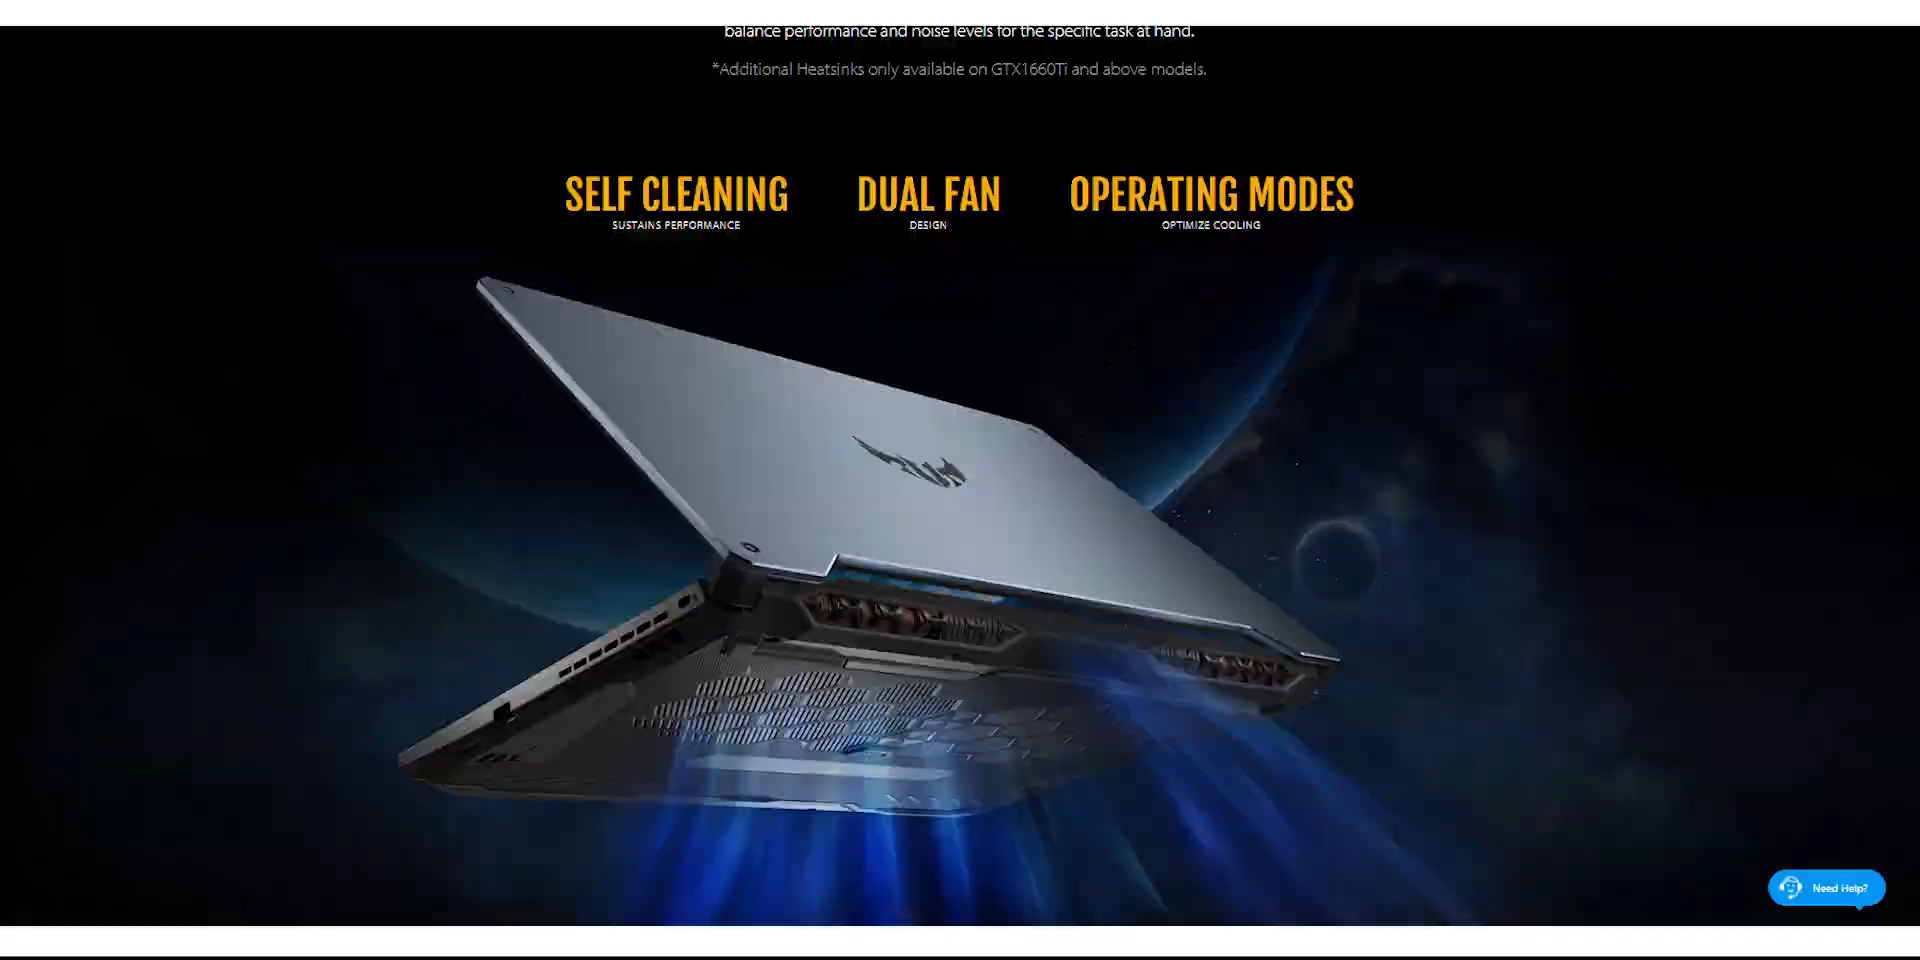 balance performance and noise levels for the specific task at hand.
*Additional Heatsinks only available on GTX1660Ti and above models.
SELF CLEANING
SUSTAINS PERFORMANCE
DUAL FAN
DESIGN
OPERATING MODES
OPTIMIZE COOLING
Need Help?